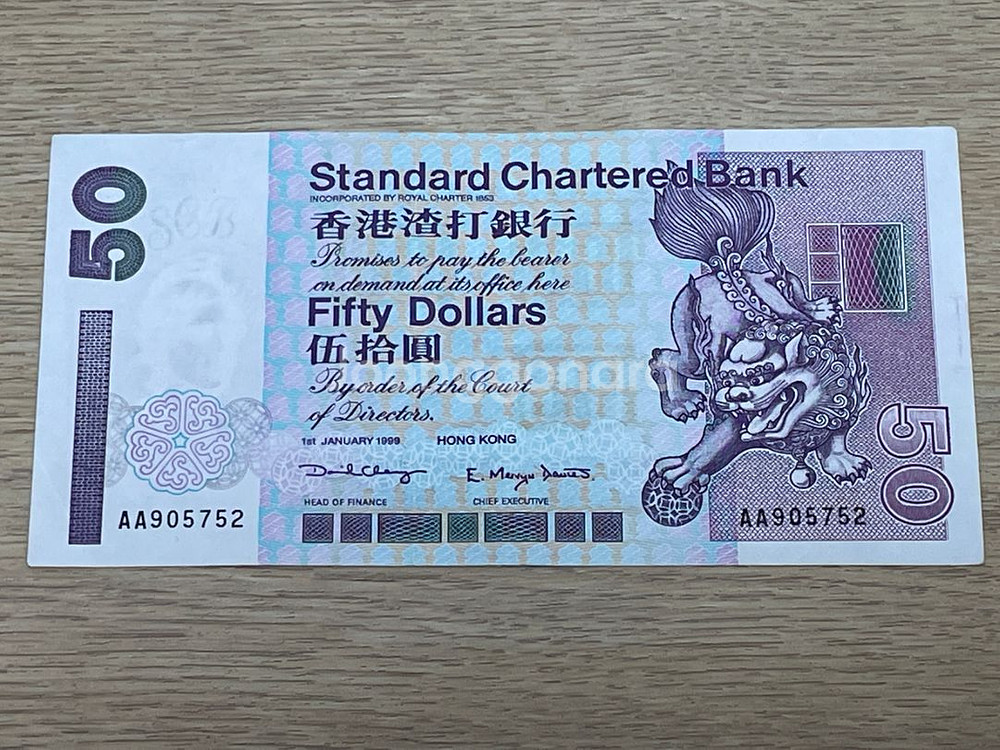 50
SCB
Standard Chartered Bank
INCORPORATED BY ROYAL CHARTER 1853
香港渣打銀行
Promises to pay the bearer
on demand at its office here
Fifty Dollars
伍拾圓
By order of the Court
of Directors.
1st JANUARY 1999 HONG KONG
HEAD OF FINANCE CHIEF EXECUTIVE
AA905752
AA905752
50